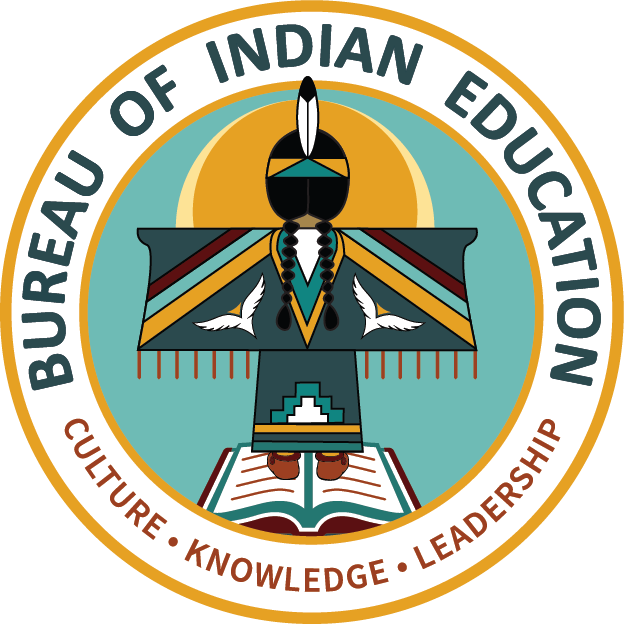 BUREAU OF INDIAN EDUCATION
CULTURE • KNOWLEDGE • LEADERSHIP